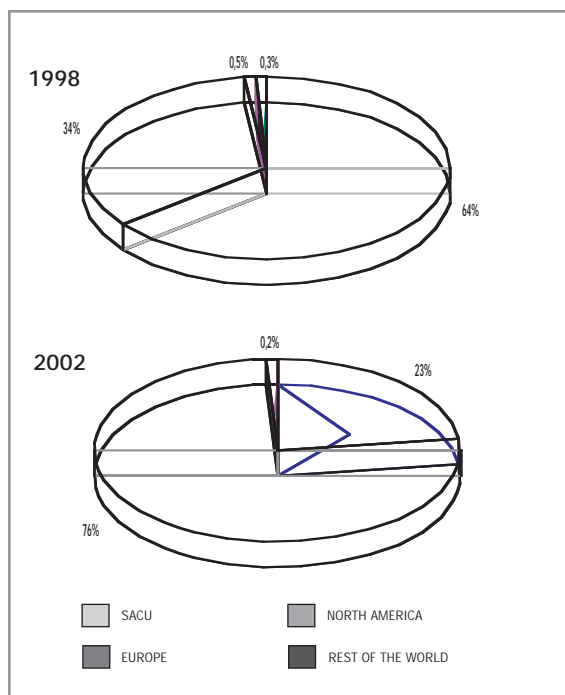 0,5% 0,3%
1998
34%
64%
0,2%
2002
23%
76%
SACU
NORTH AMERICA
EUROPE
REST OF THE WORLD